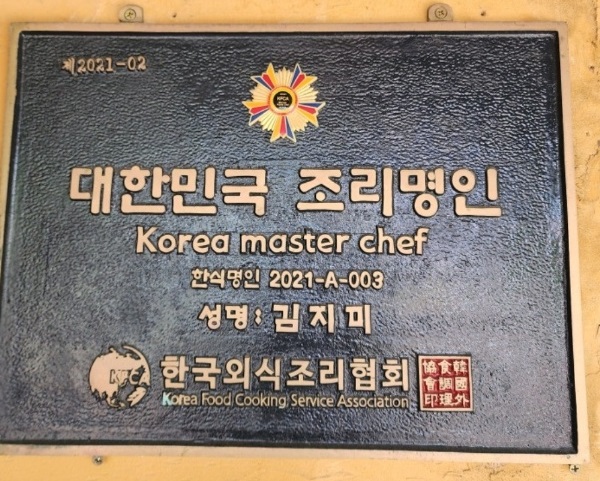 제2021-02
KFCA
대한민국 조리명인
Korea master chef
한식명인 2021-A-003
성명: 김지미
KFCA 한국외식조리협회
Korea Food Cooking Service Association
韓國外食調理協會印